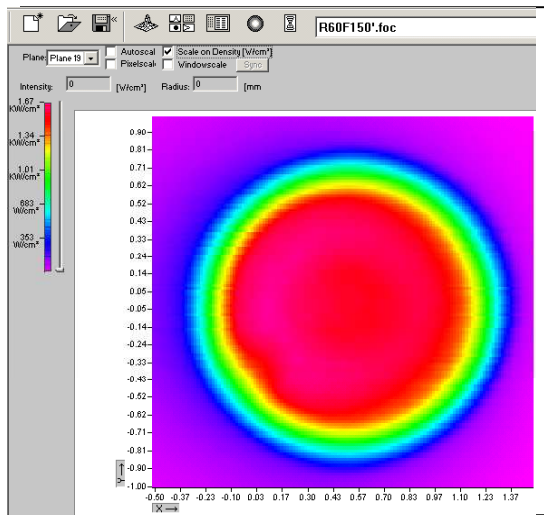 R60F150'.foc
Plane: Plane 19
Autoscal
Scale on Density [W/cm²]
Pixelscale
Windowscale
Sync
Intensity: 0 [W/cm²] Radius: 0 [mm
1,67
KW/cm²
1,34
KW/cm²
1,01
KW/cm²
683
W/cm²
353
W/cm²
0.90
0.81
0.71
0.62
0.52
0.43
0.33
0.24
0.14
0.05
-0.05
-0.14
-0.24
-0.33
-0.43
-0.52
-0.62
-0.71
-0.81
-0.90
-1.00
-0.50 -0.37 -0.23 -0.10 0.03 0.17 0.30 0.43 0.57 0.70 0.83 0.97 1.10 1.23 1.37
Y
X